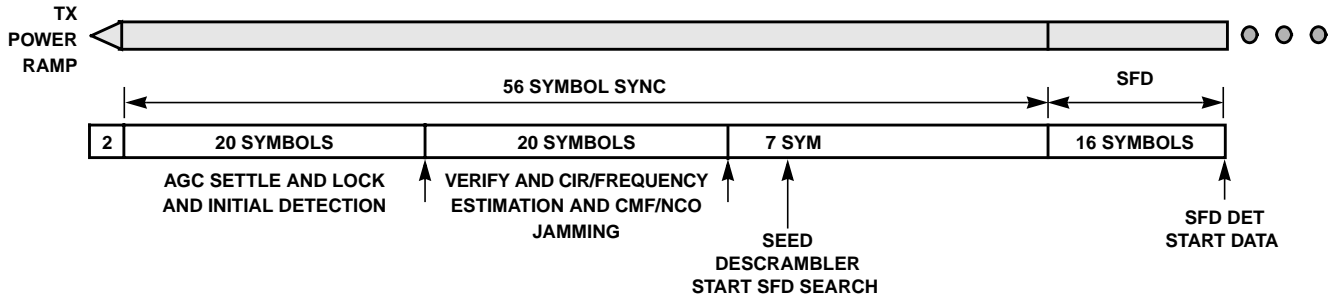 TX
POWER
RAMP
56 SYMBOL SYNC
SFD
2
20 SYMBOLS
20 SYMBOLS
7 SYM
16 SYMBOLS
AGC SETTLE AND LOCK
AND INITIAL DETECTION
VERIFY AND CIR/FREQUENCY
ESTIMATION AND CMF/NCO
JAMMING
SEED
DESCRAMBLER
START SFD SEARCH
SFD DET
START DATA